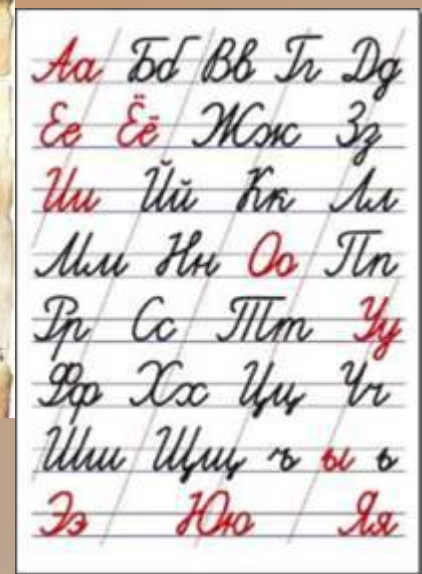 Аа Бб Вв Гг Дд
Ее Ёё Жж Зз
Ии Йй Кк Лл
Мм Нн Оо Пп
Рр Сс Тт Уу
Фф Хх Цц Чч
Шш Щщ ъ ы ь
Ээ Юю Яя